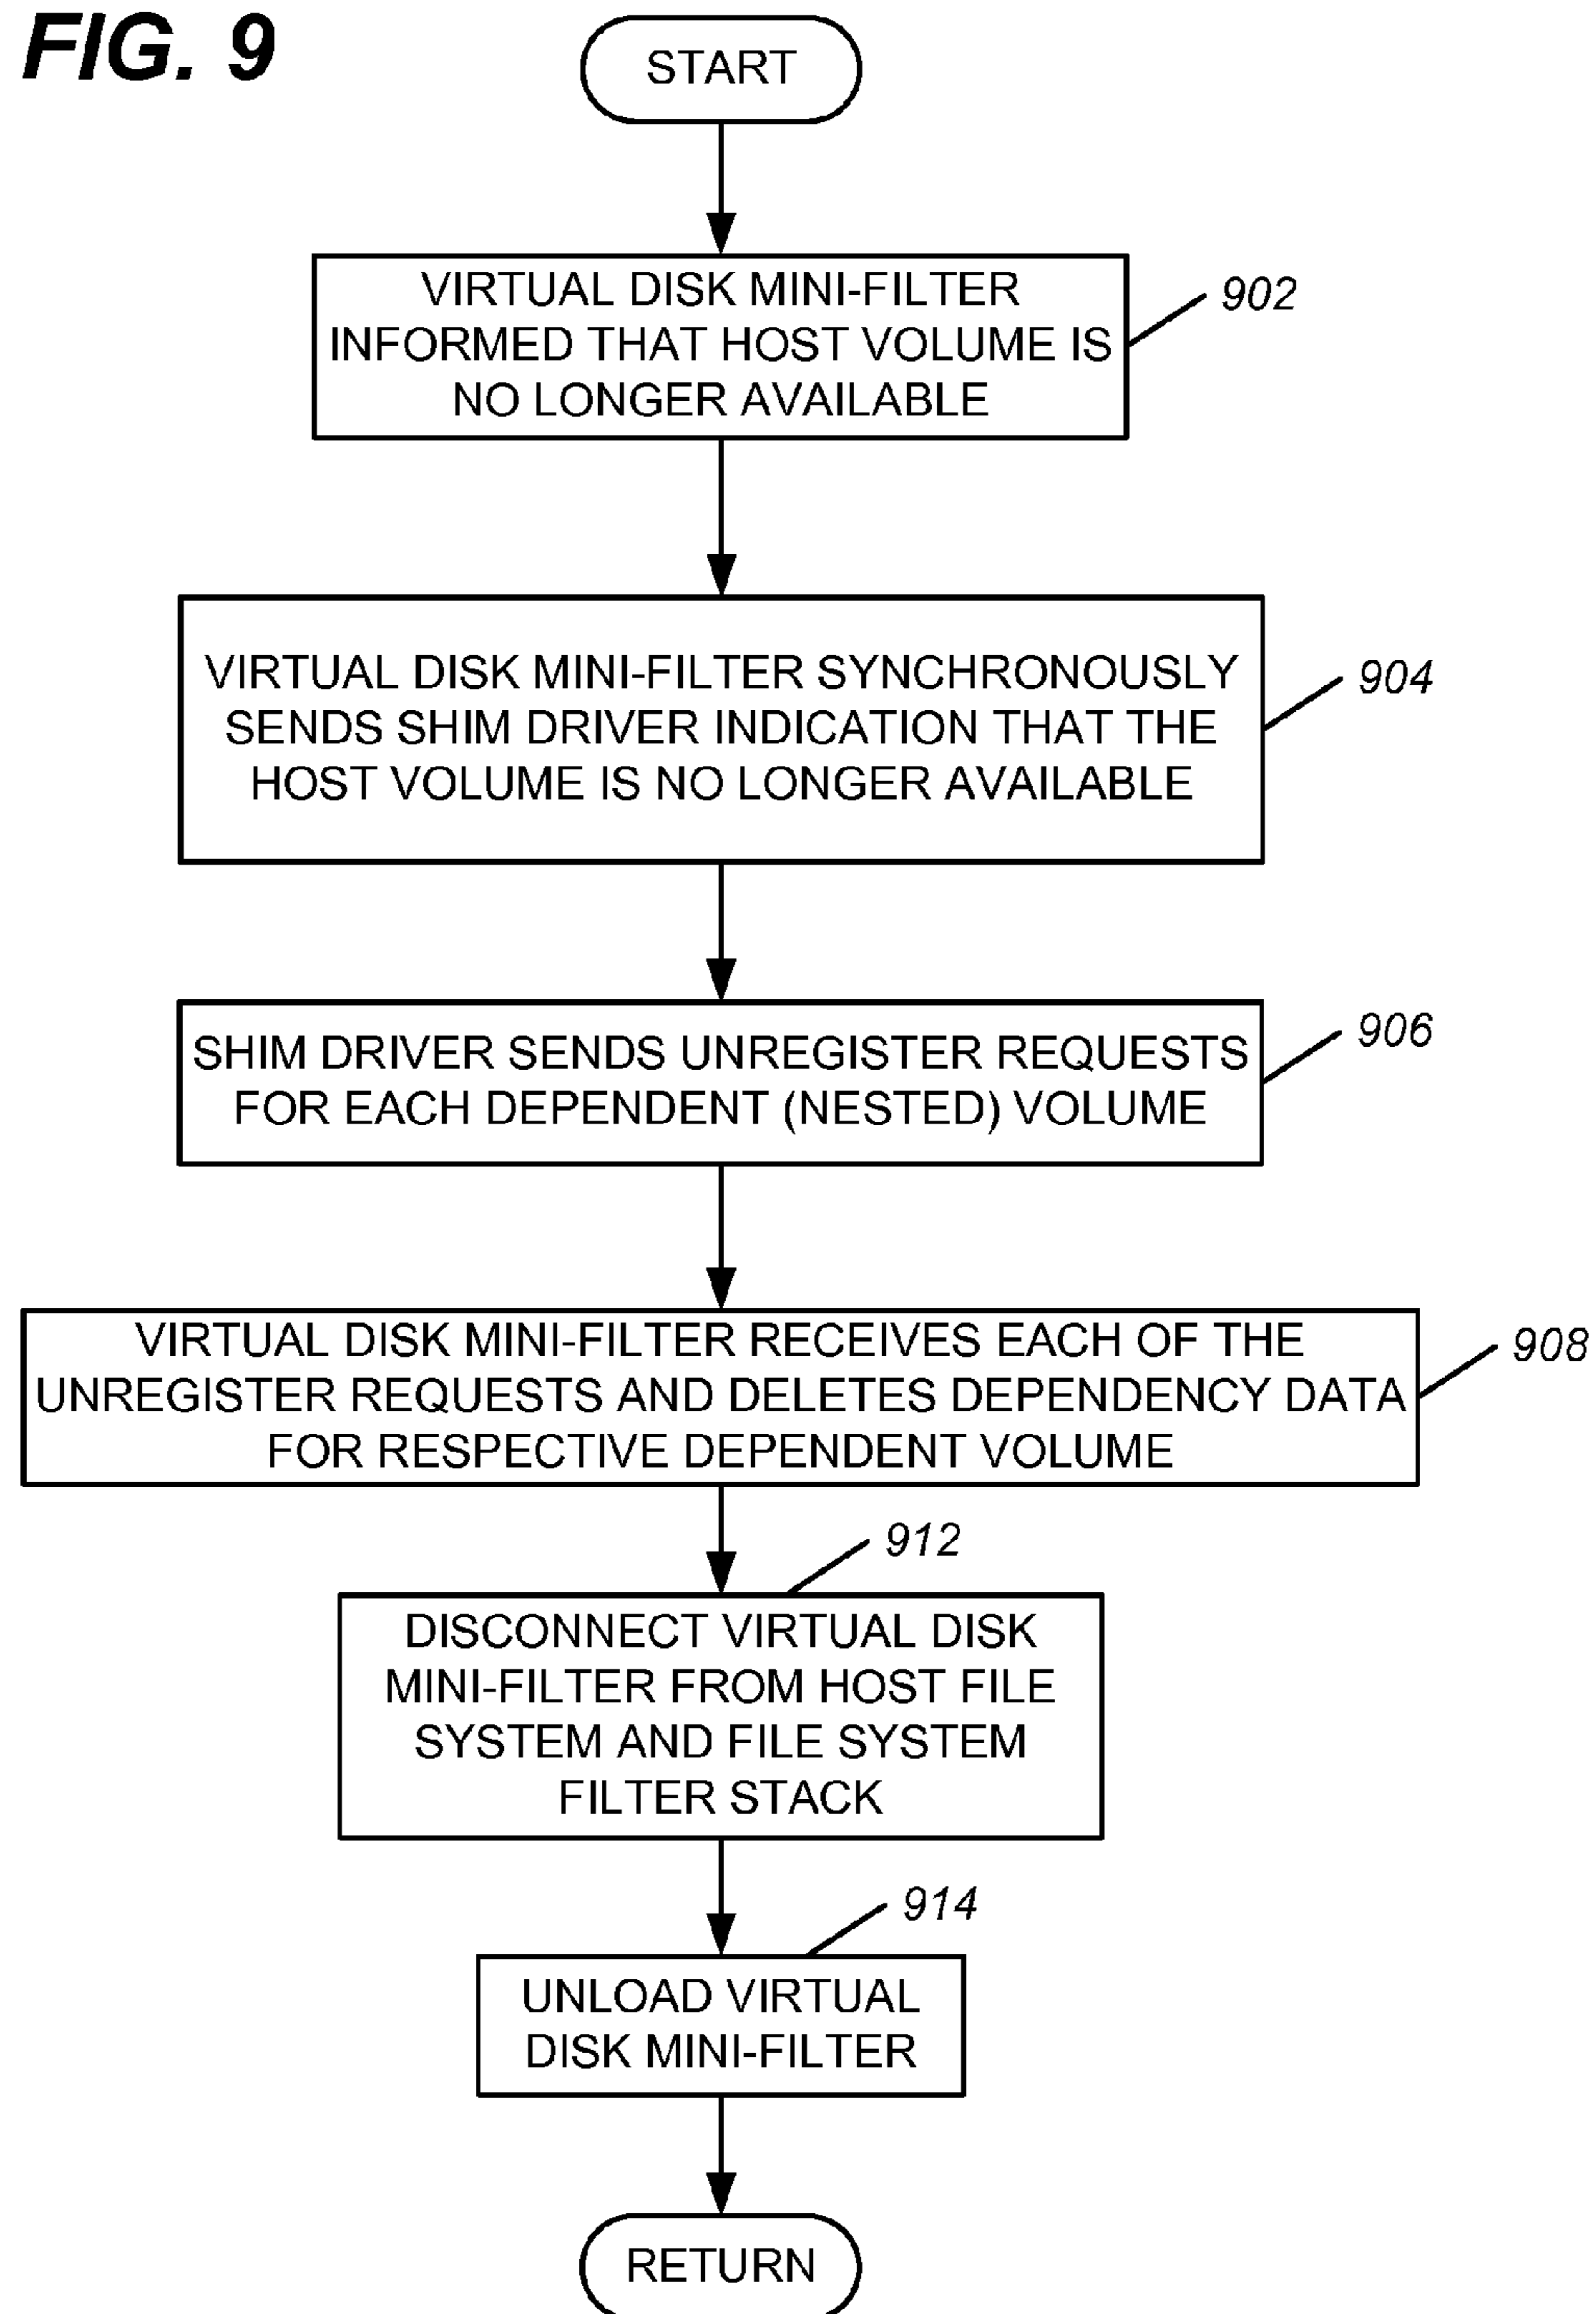 FIG. 9
START
VIRTUAL DISK MINI-FILTER
INFORMED THAT HOST VOLUME IS
NO LONGER AVAILABLE
902
VIRTUAL DISK MINI-FILTER SYNCHRONOUSLY
SENDS SHIM DRIVER INDICATION THAT THE
HOST VOLUME IS NO LONGER AVAILABLE
904
SHIM DRIVER SENDS UNREGISTER REQUESTS
FOR EACH DEPENDENT (NESTED) VOLUME
906
VIRTUAL DISK MINI-FILTER RECEIVES EACH OF THE
UNREGISTER REQUESTS AND DELETES DEPENDENCY DATA
FOR RESPECTIVE DEPENDENT VOLUME
908
912
DISCONNECT VIRTUAL DISK
MINI-FILTER FROM HOST FILE
SYSTEM AND FILE SYSTEM
FILTER STACK
914
UNLOAD VIRTUAL
DISK MINI-FILTER
RETURN